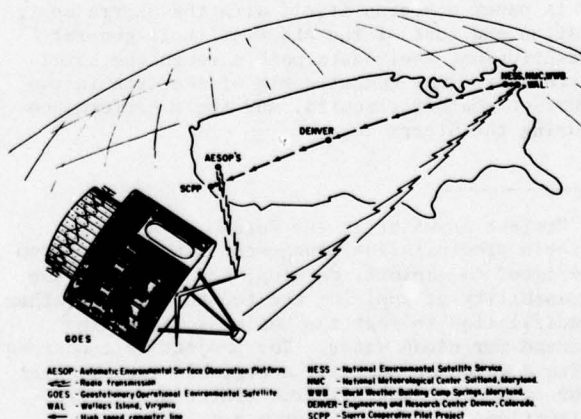 NESS, NMC, WWB.
WAL.
DENVER
AESOP'S
SCPP
GOES
AESOP - Automatic Environmental Surface Observation Platform
- Radio transmission
GOES - Geostationary Operational Environmental Satellite
WAL - Wallops Island, Virginia
- High speed computer line
NESS - National Environmental Satellite Service
NMC - National Meteorological Center Suitland, Maryland.
WWB - World Weather Building Camp Springs, Maryland.
DENVER - Engineering and Research Center Denver, Colorado.
SCPP - Sierra Cooperative Pilot Project